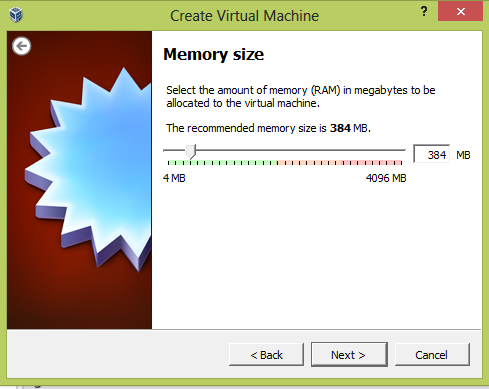 Create Virtual Machine
?
Memory size
Select the amount of memory (RAM) in megabytes to be
allocated to the virtual machine.
The recommended memory size is 384 MB.
384 MB
4 MB 4096 MB
< Back Next > Cancel